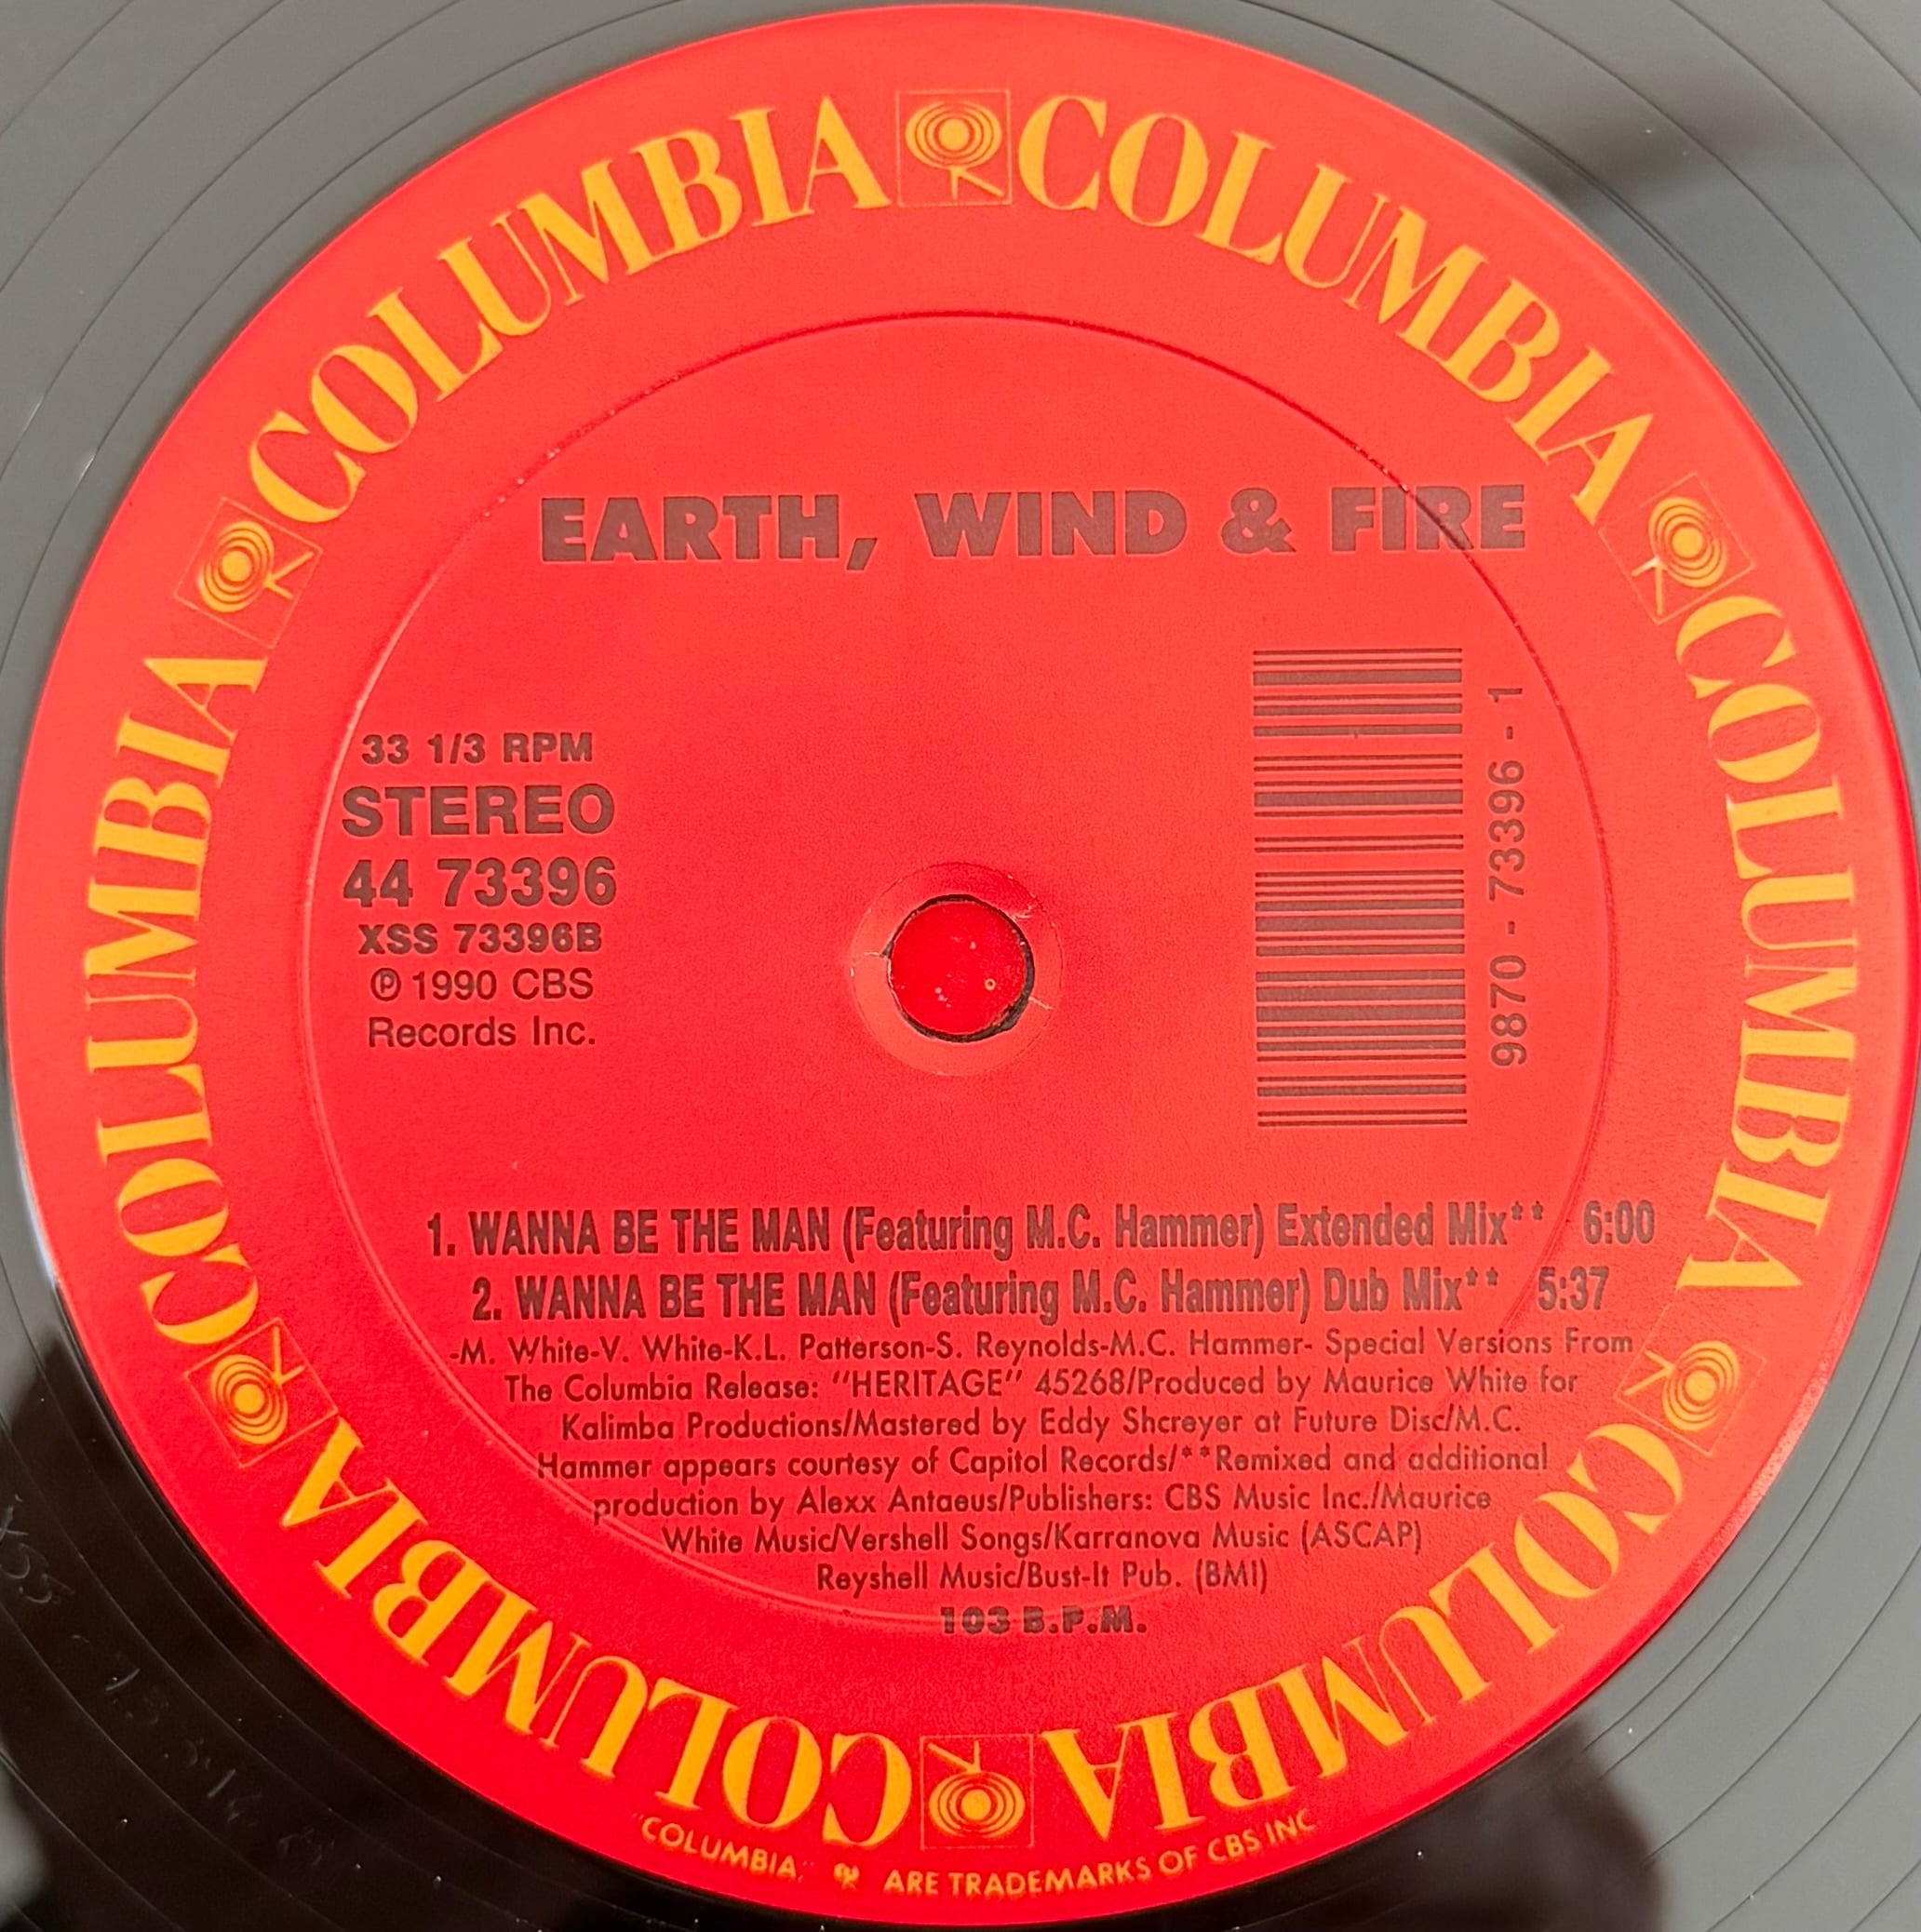 COLUMBIA COLUMBIA COLUMBIA COLUMBIA COLUMBIA COLUMBIA
EARTH, WIND & FIRE
33 1/3 RPM
STEREO
44 73396
XSS 73396B
℗ 1990 CBS
Records Inc.
9870 - 73396 - 1
1. WANNA BE THE MAN (Featuring M.C. Hammer) Extended Mix** 6:00
2. WANNA BE THE MAN (Featuring M.C. Hammer) Dub Mix** 5:37
-M. White-V. White-K.L. Patterson-S. Reynolds-M.C. Hammer- Special Versions From
The Columbia Release: "HERITAGE" 45268/Produced by Maurice White for
Kalimba Productions/Mastered by Eddy Shcreyer at Future Disc/M.C.
Hammer appears courtesy of Capitol Records/**Remixed and additional
production by Alexx Antaeus/Publishers: CBS Music Inc./Maurice
White Music/Vershell Songs/Karranova Music (ASCAP)
Reyshell Music/Bust-It Pub. (BMI)
103 B.P.M.
"COLUMBIA," ARE TRADEMARKS OF CBS INC